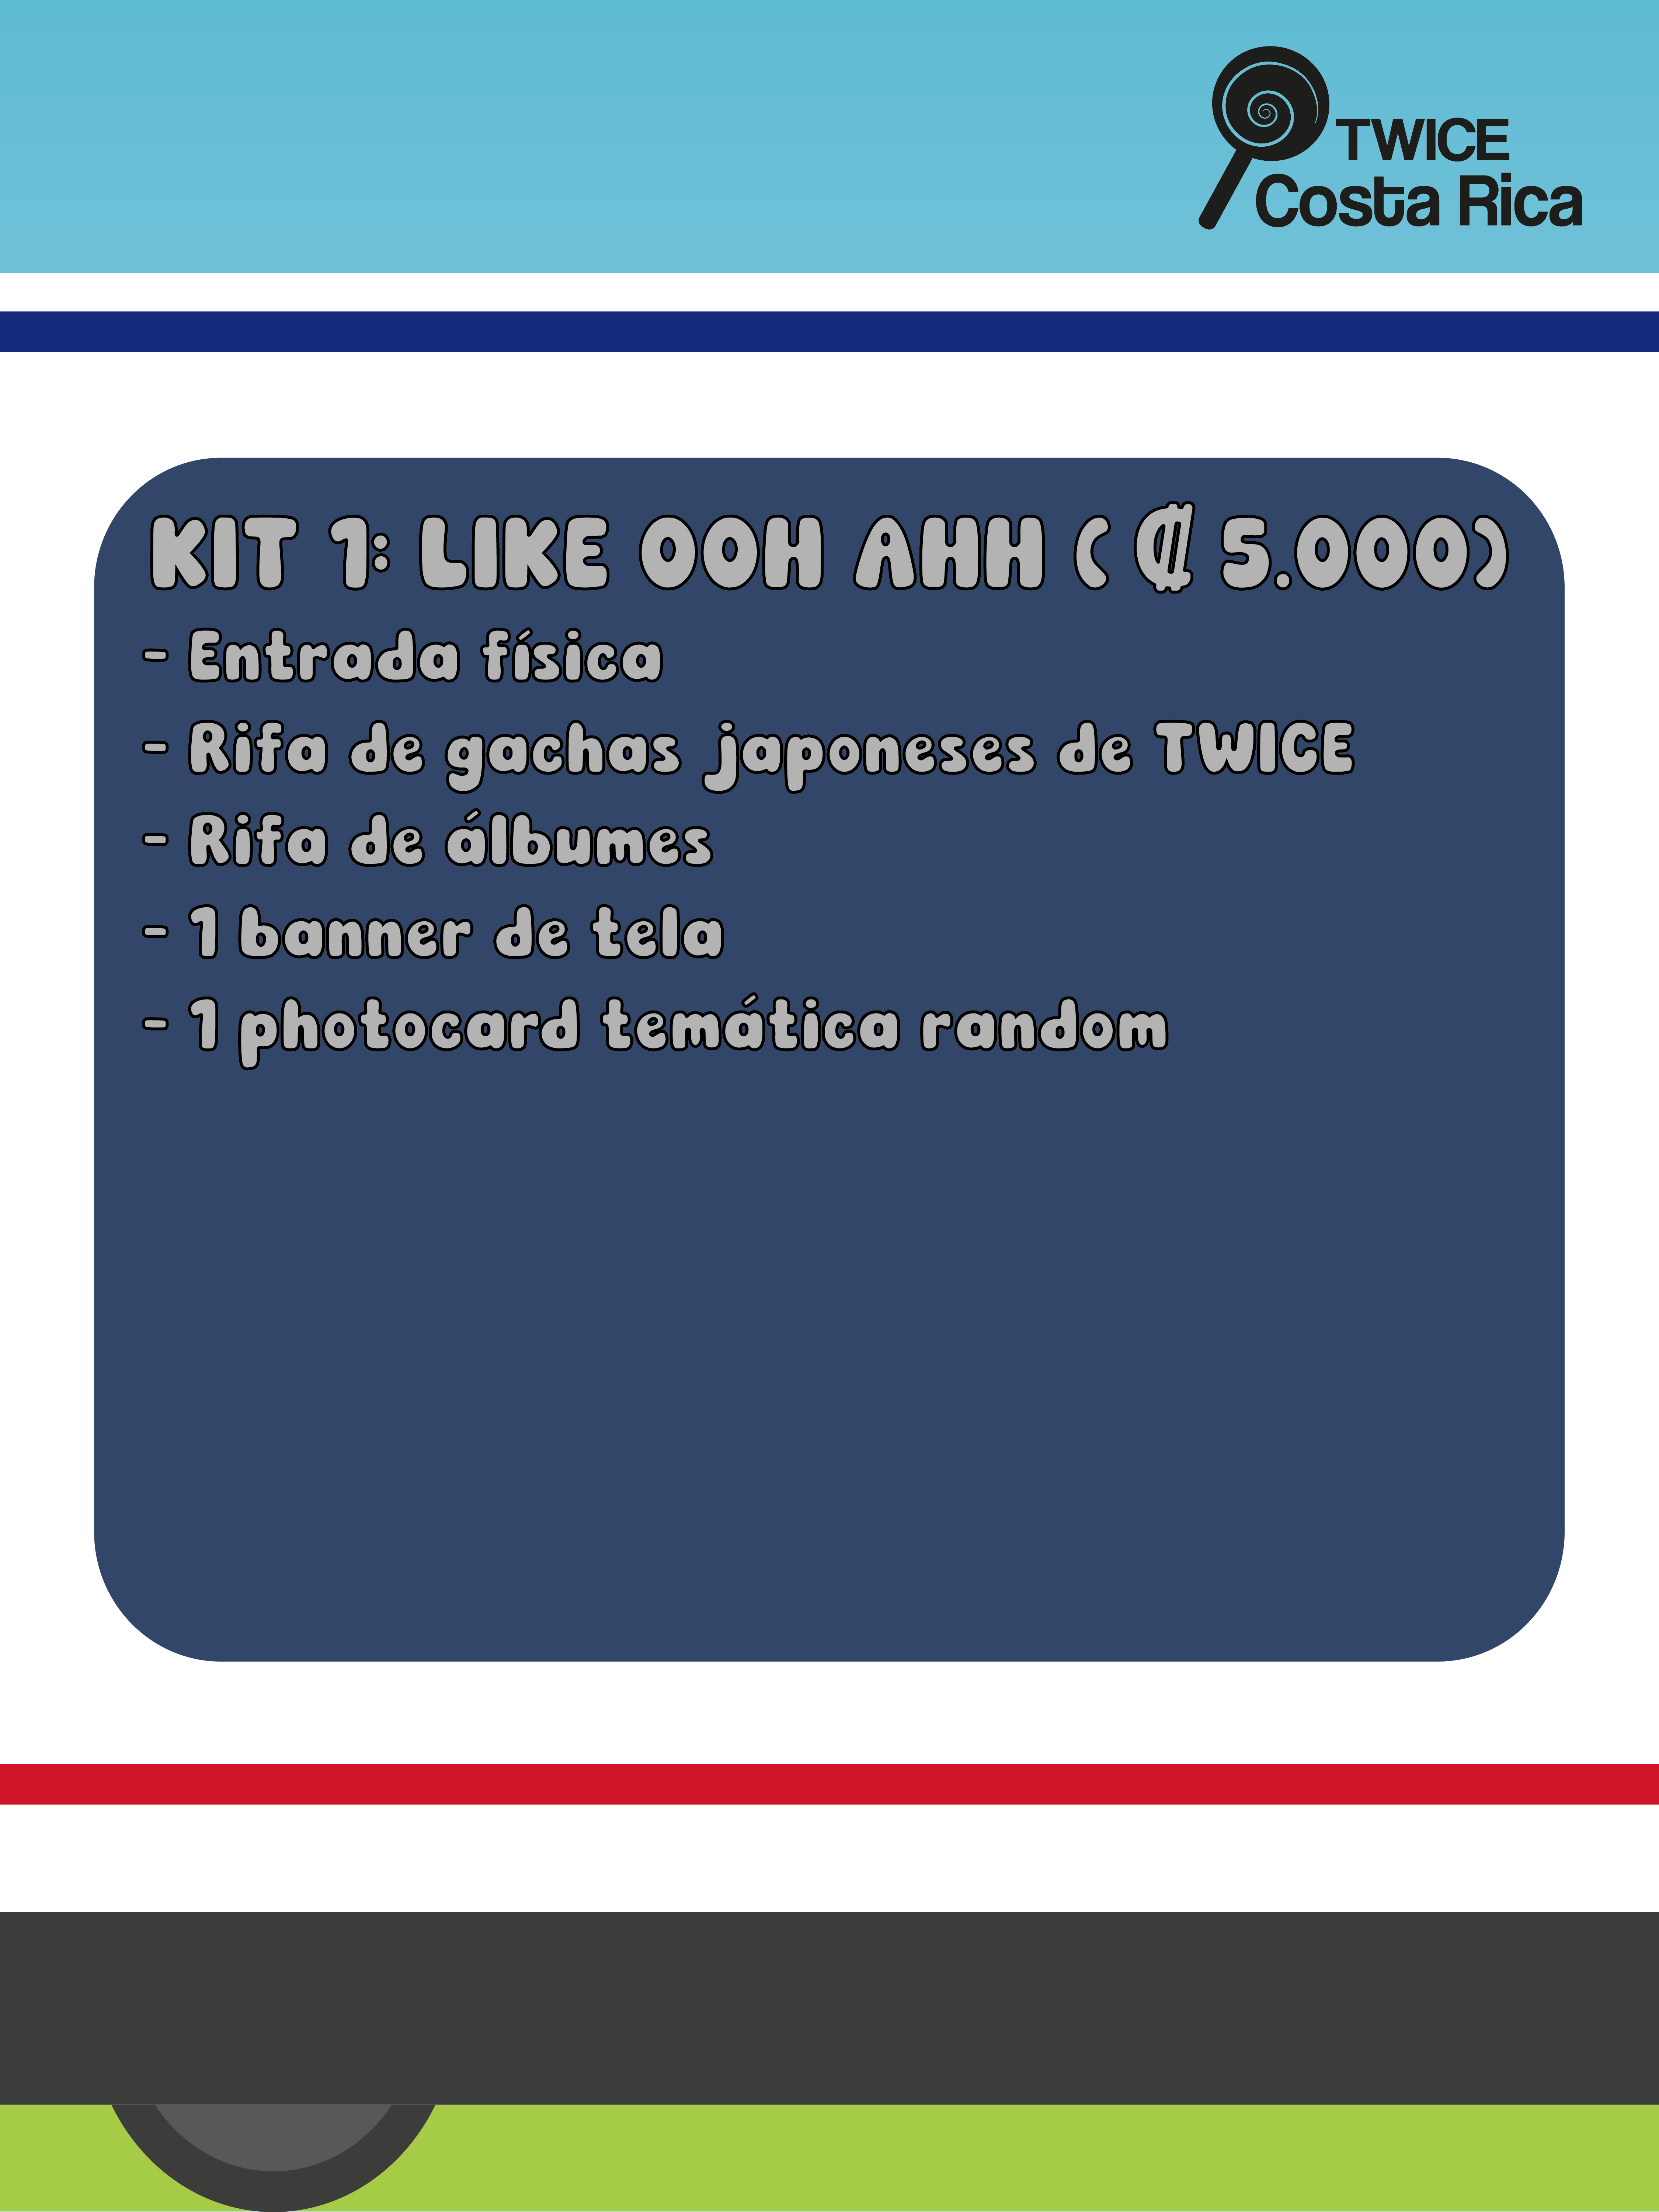 TWICE
Costa Rica
KIT 1: LIKE OOH AHH ( ₡ 5.000)
- Entrada física
- Rifa de gachas japoneses de TWICE
- Rifa de álbumes
- 1 banner de tela
- 1 photocard temática random